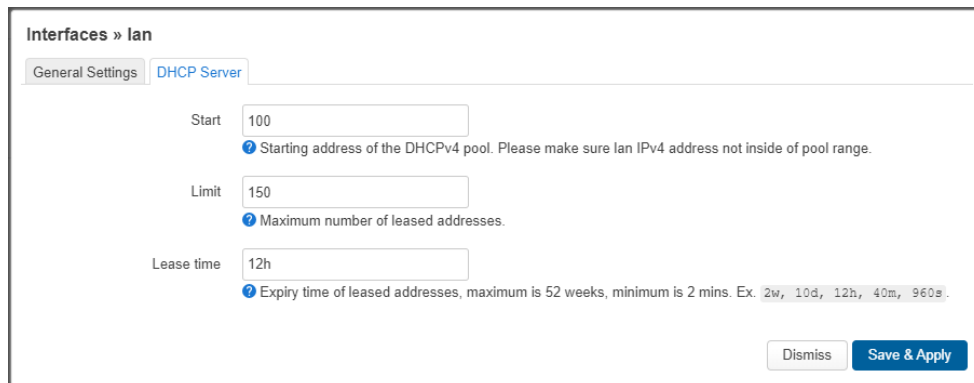 Interfaces » lan
General Settings DHCP Server
Start 100
Starting address of the DHCPv4 pool. Please make sure lan IPv4 address not inside of pool range.
Limit 150
Maximum number of leased addresses.
Lease time 12h
Expiry time of leased addresses, maximum is 52 weeks, minimum is 2 mins. Ex. 2w, 10d, 12h, 40m, 960s.
Dismiss Save & Apply